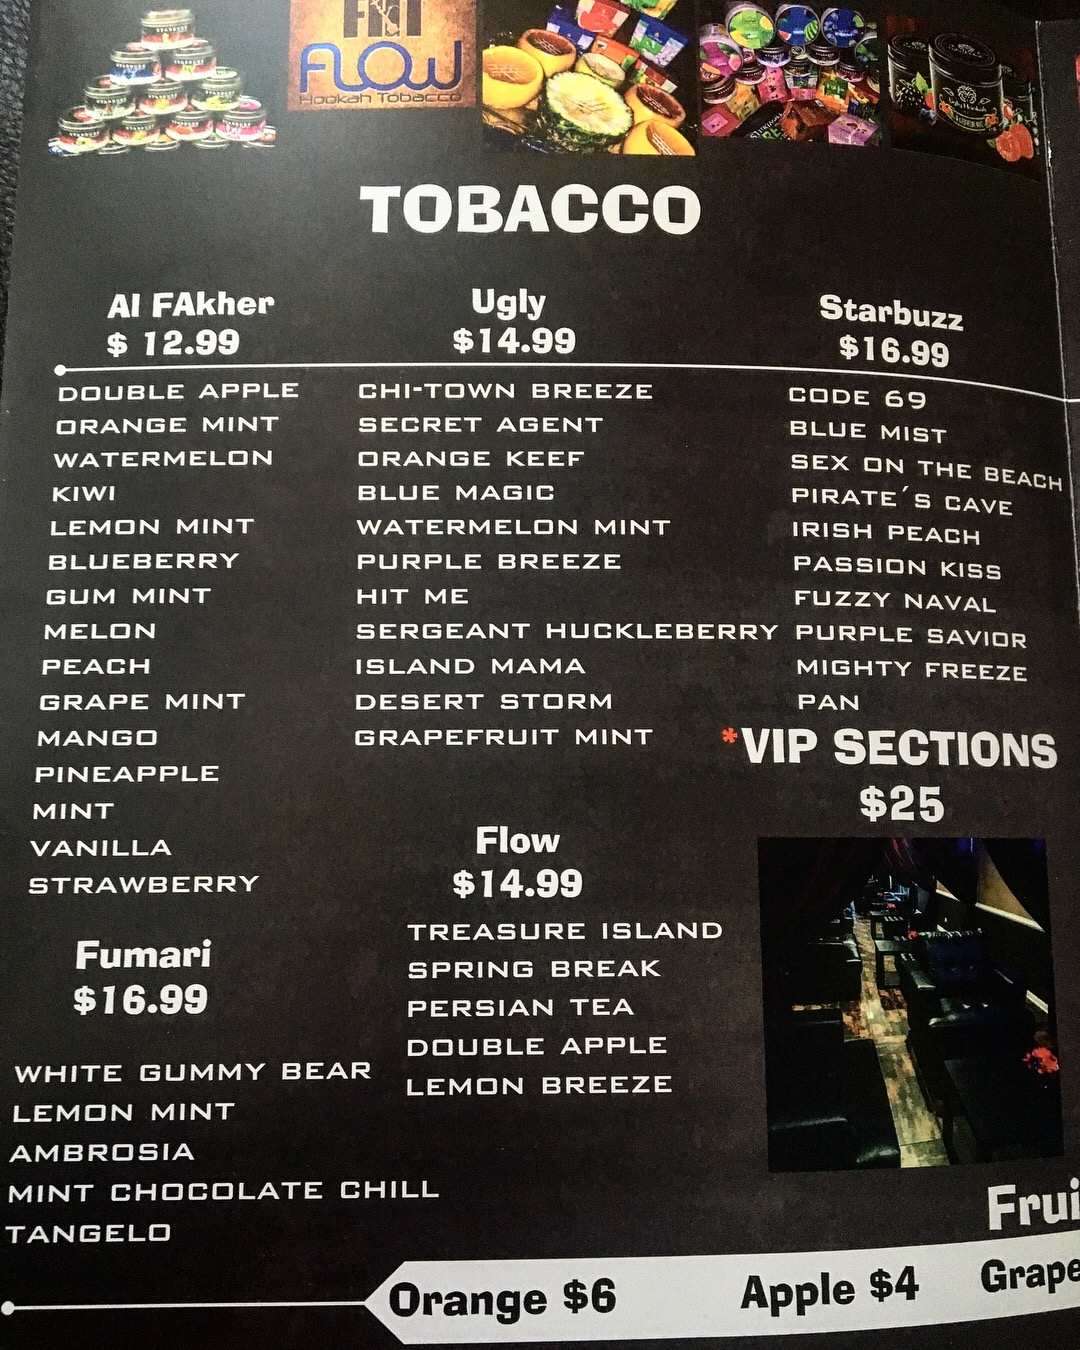 FLOW
Hookah Tobacco
TOBACCO
Al FAkher
$ 12.99
DOUBLE APPLE
ORANGE MINT
WATERMELON
KIWI
LEMON MINT
BLUEBERRY
GUM MINT
MELON
PEACH
GRAPE MINT
MANGO
PINEAPPLE
MINT
VANILLA
STRAWBERRY
Fumari
$16.99
WHITE GUMMY BEAR
LEMON MINT
AMBROSIA
MINT CHOCOLATE CHILL
TANGELO
Ugly
$14.99
CHI-TOWN BREEZE
SECRET AGENT
ORANGE KEEF
BLUE MAGIC
WATERMELON MINT
PURPLE BREEZE
HIT ME
SERGEANT HUCKLEBERRY
ISLAND MAMA
DESERT STORM
GRAPEFRUIT MINT
Flow
$14.99
TREASURE ISLAND
SPRING BREAK
PERSIAN TEA
DOUBLE APPLE
LEMON BREEZE
Starbuzz
$16.99
CODE 69
BLUE MIST
SEX ON THE BEACH
PIRATE´S CAVE
IRISH PEACH
PASSION KISS
FUZZY NAVAL
PURPLE SAVIOR
MIGHTY FREEZE
PAN
*VIP SECTIONS
$25
Frui
Orange $6 Apple $4 Grape